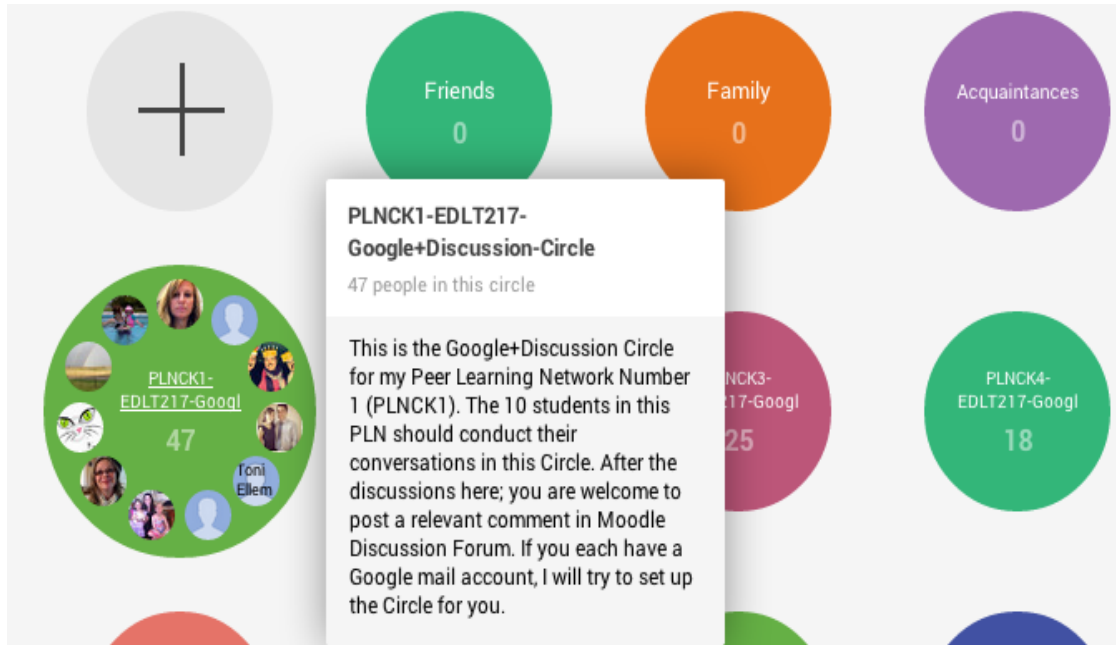 Friends
0
Family
0
Acquaintances
0
PLNCK1-EDLT217-
Google+Discussion-Circle
47 people in this circle
This is the Google+Discussion Circle
for my Peer Learning Network Number
1 (PLNCK1). The 10 students in this
PLN should conduct their
conversations in this Circle. After the
discussions here; you are welcome to
post a relevant comment in Moodle
Discussion Forum. If you each have a
Google mail account, I will try to set up
the Circle for you.
PLNCK1-
EDLT217-Googl
47
Toni
Ellem
NCK3-
17-Googl
25
PLNCK4-
EDLT217-Googl
18